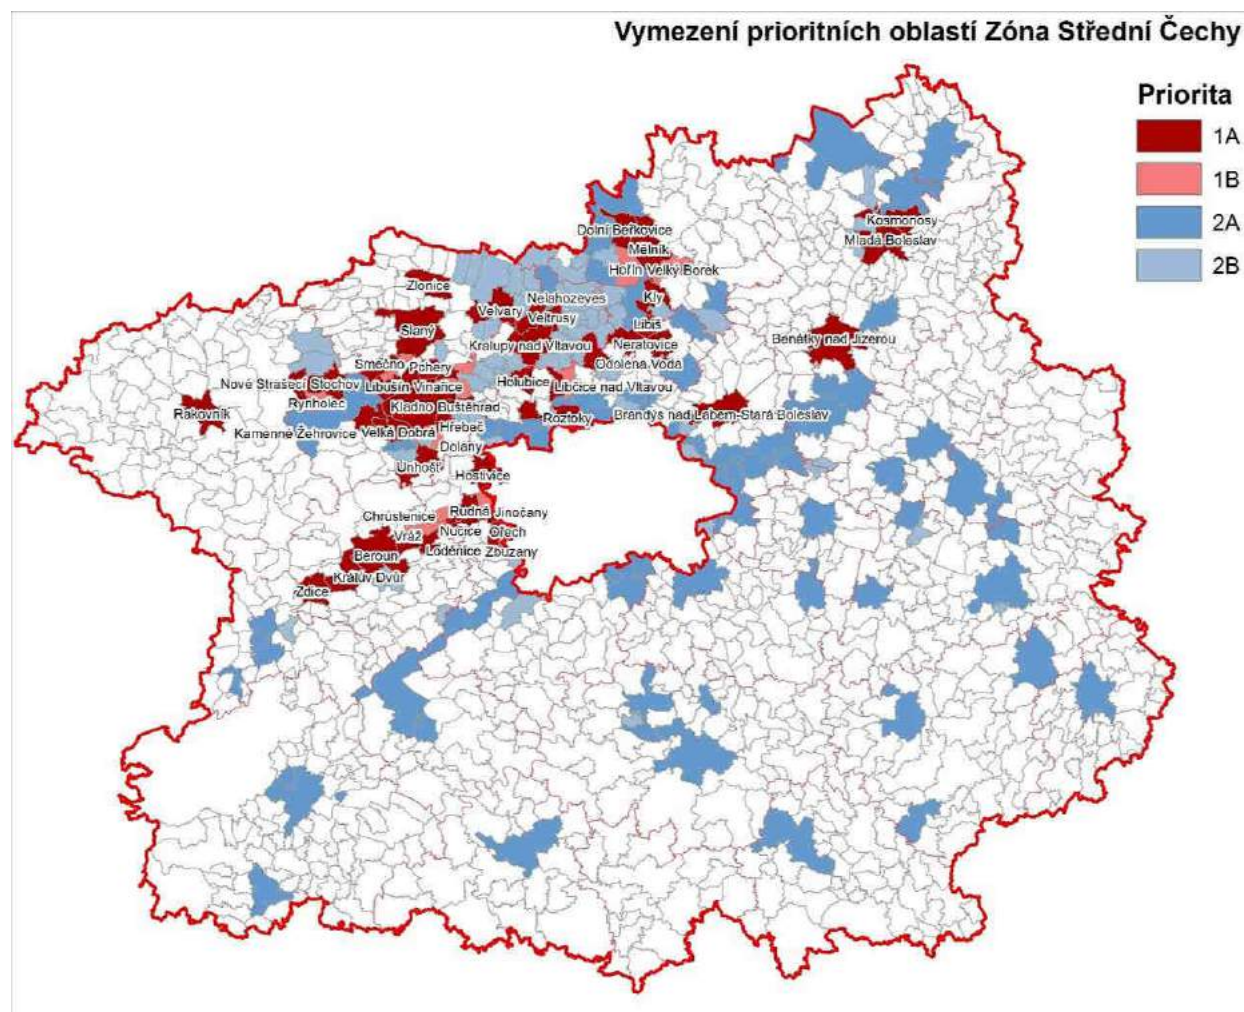 Vymezení prioritních oblastí Zóna Střední Čechy
Priorita
1A
1B
2A
2B
Kosmonosy
Dolní Beřkovice
Mladá Boleslav
Mělník
Hořín Velký Borek
Zlonice
Nelahozeves
Kly
Velvary
Veltrusy
Libiš
Slaný
Benátky nad Jizerou
Kralupy nad Vltavou
Neratovice
Smečno
Pchery
Odolena Voda
Nové Strašecí Stochov
Libušín Vinařice
Holubice
Libčice nad Vltavou
Rynholec
Kladno Buštěhrad
Rakovník
Roztoky
Brandýs nad Labem-Stará Boleslav
Kamenné Žehrovice
Velká Dobrá
Hřebeč
Dolany
Unhošť
Hostivice
Chrustenice
Rudná
Jinočany
Vráž
Nučice
Ořech
Beroun
Loděnice
Zbuzany
Králův Dvůr
Zdice